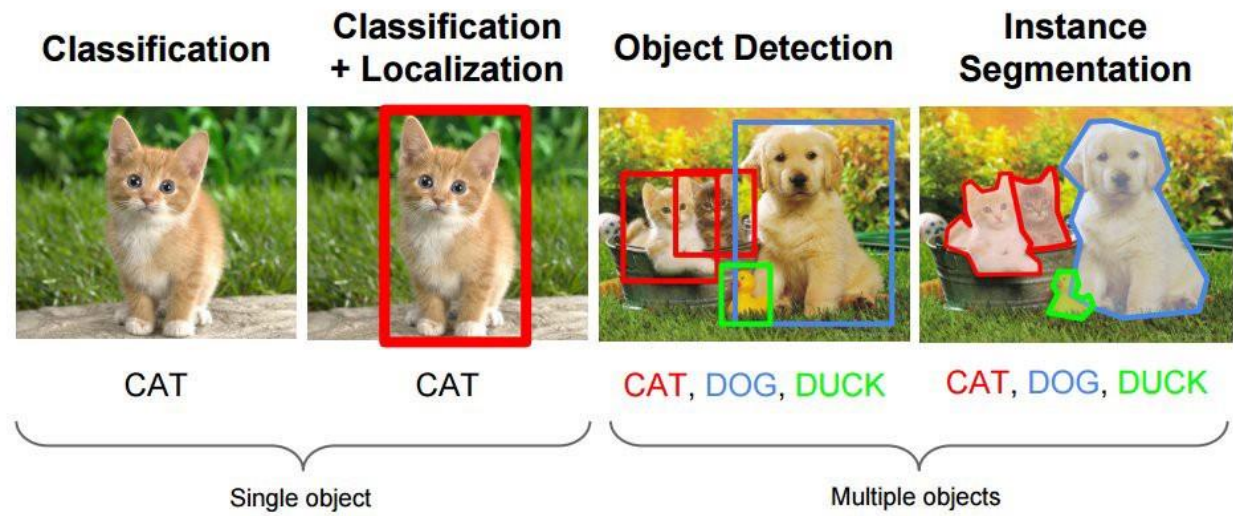 Classification
Classification
+ Localization
Object Detection
Instance
Segmentation
CAT
CAT
CAT, DOG, DUCK
CAT, DOG, DUCK
Single object
Multiple objects